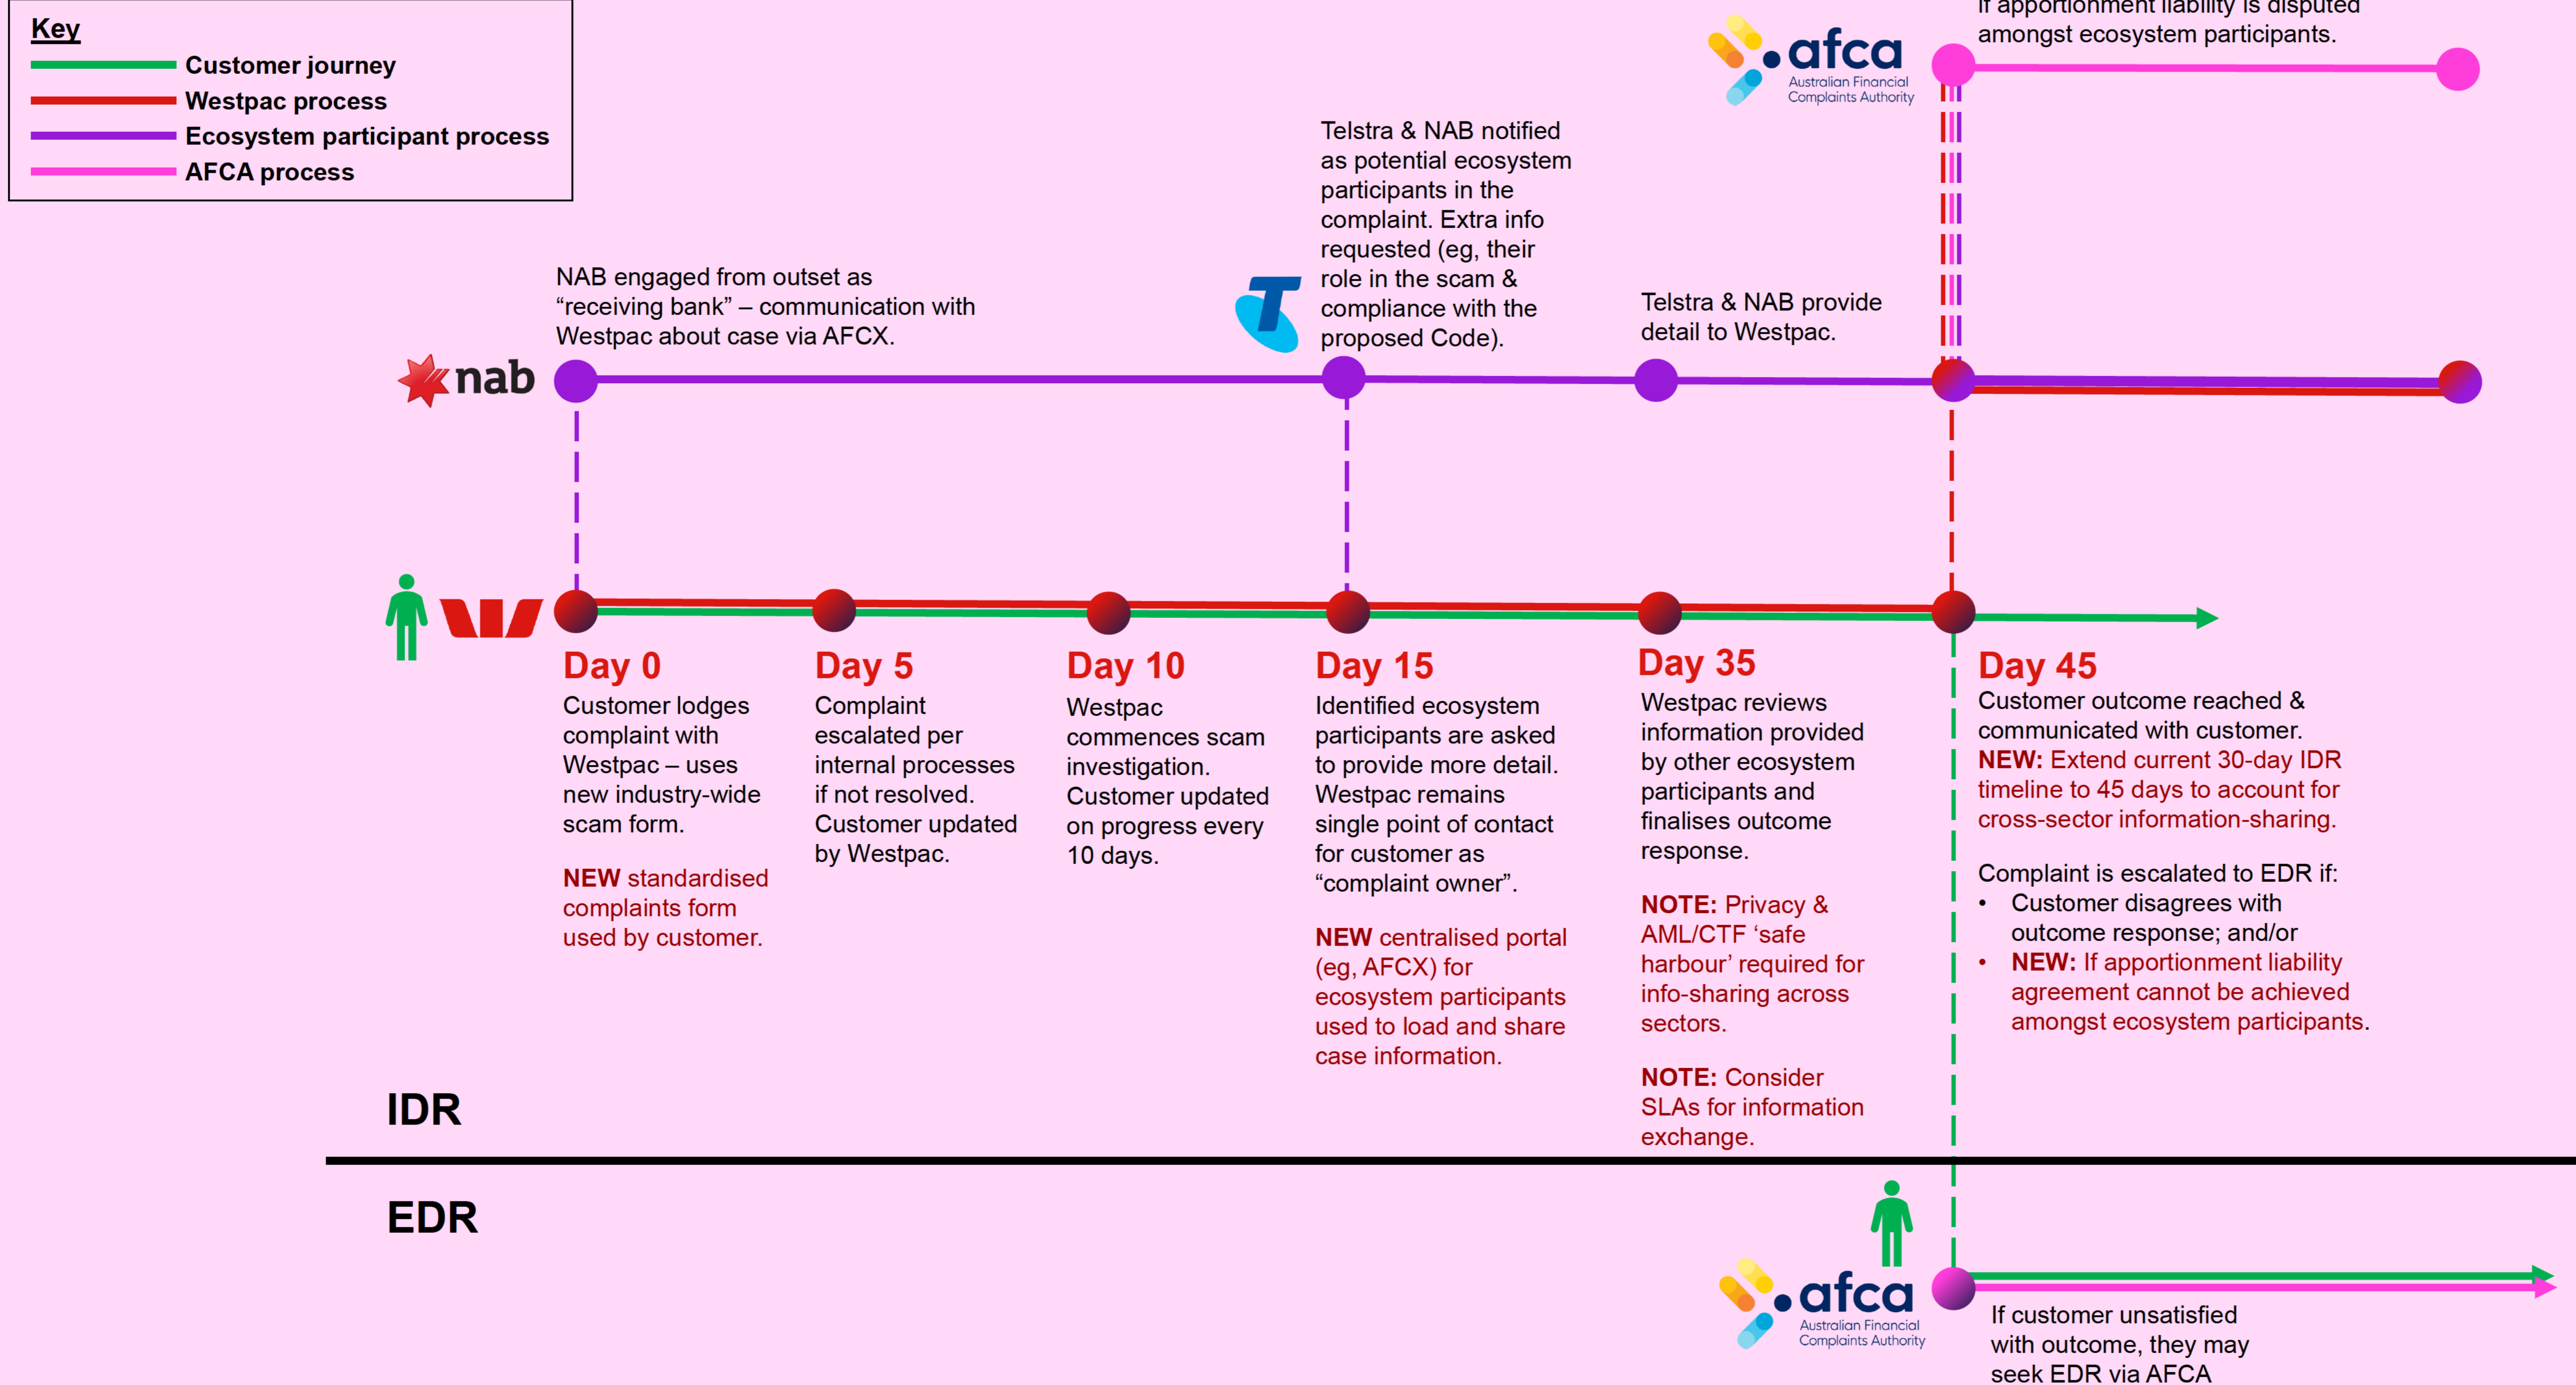 Key
Customer journey
Westpac process
Ecosystem participant process
AFCA process
afca
Australian Financial
Complaints Authority
If apportionment liability is disputed
amongst ecosystem participants.
Telstra & NAB notified
as potential ecosystem
participants in the
complaint. Extra info
requested (eg, their
role in the scam &
compliance with the
proposed Code).
NAB engaged from outset as
“receiving bank” – communication with
Westpac about case via AFCX.
T
Telstra & NAB provide
detail to Westpac.
nab
Day 0
Customer lodges
complaint with
Westpac – uses
new industry-wide
scam form.
NEW standardised
complaints form
used by customer.
Day 5
Complaint
escalated per
internal processes
if not resolved.
Customer updated
by Westpac.
Day 10
Westpac
commences scam
investigation.
Customer updated
on progress every
10 days.
Day 15
Identified ecosystem
participants are asked
to provide more detail.
Westpac remains
single point of contact
for customer as
“complaint owner”.
NEW centralised portal
(eg, AFCX) for
ecosystem participants
used to load and share
case information.
Day 35
Westpac reviews
information provided
by other ecosystem
participants and
finalises outcome
response.
NOTE: Privacy &
AML/CTF ‘safe
harbour’ required for
info-sharing across
sectors.
NOTE: Consider
SLAs for information
exchange.
Day 45
Customer outcome reached &
communicated with customer.
NEW: Extend current 30-day IDR
timeline to 45 days to account for
cross-sector information-sharing.
Complaint is escalated to EDR if:
• Customer disagrees with
outcome response; and/or
• NEW: If apportionment liability
agreement cannot be achieved
amongst ecosystem participants.
IDR
EDR
afca
Australian Financial
Complaints Authority
If customer unsatisfied
with outcome, they may
seek EDR via AFCA